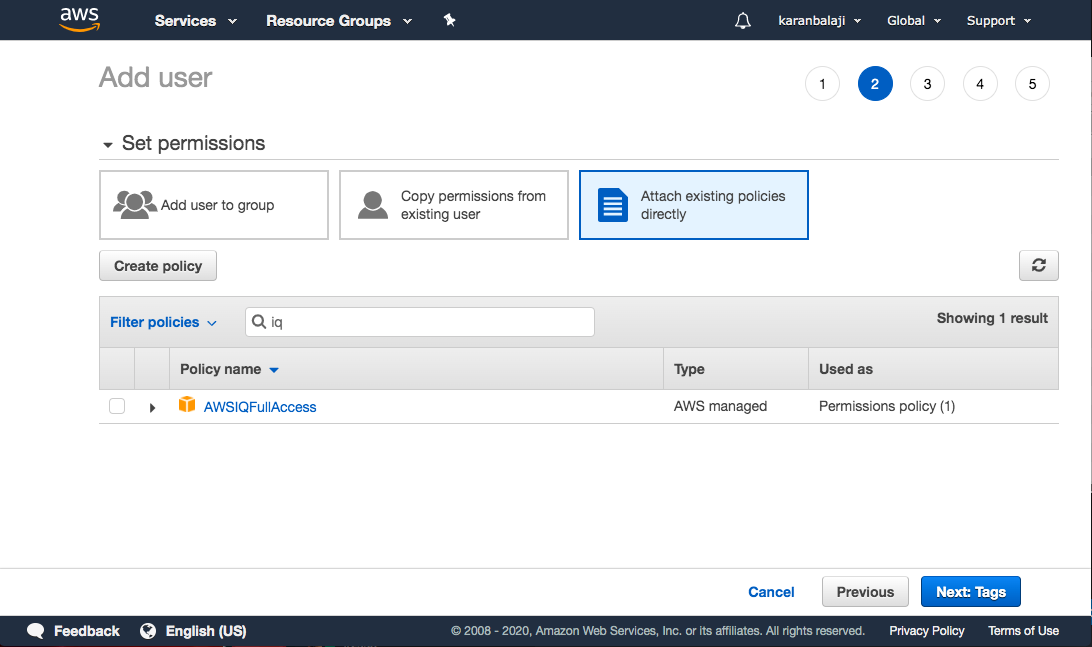 aws Services Resource Groups karanbalaji Global Support
Add user
1 2 3 4 5
Set permissions
Add user to group
Copy permissions from
existing user
Attach existing policies
directly
Create policy
Filter policies iq Showing 1 result
Policy name Type Used as
AWSIQFullAccess AWS managed Permissions policy (1)
Cancel Previous Next: Tags
Feedback English (US) © 2008 - 2020, Amazon Web Services, Inc. or its affiliates. All rights reserved. Privacy Policy Terms of Use